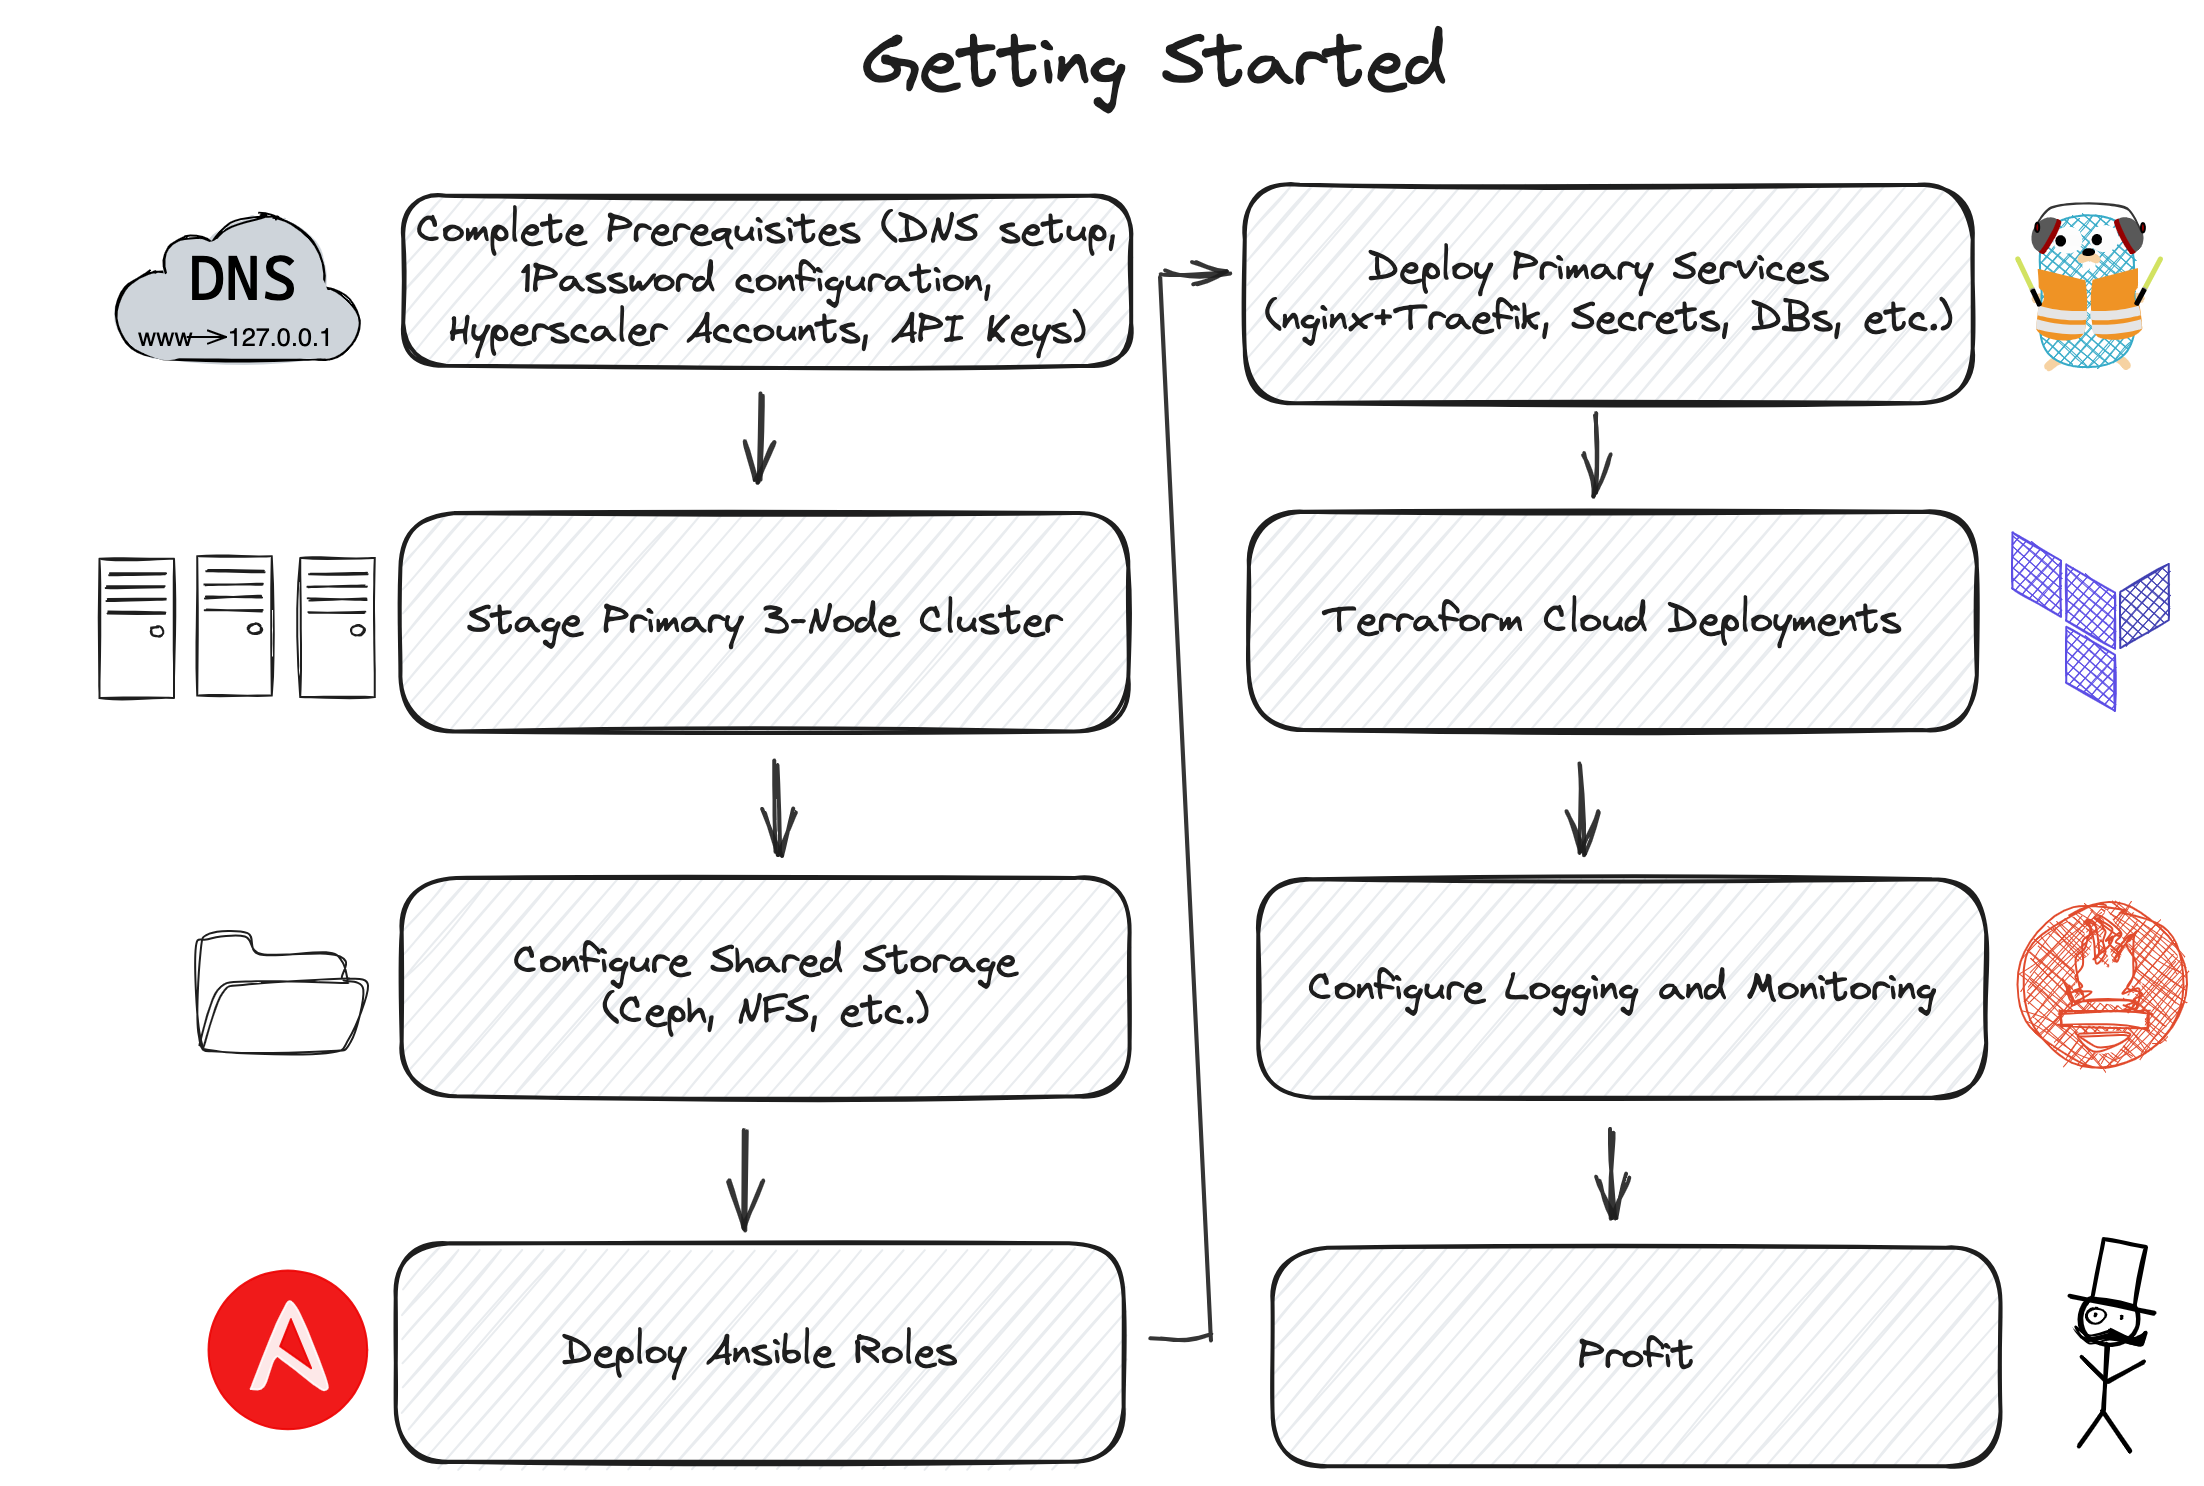 Getting Started
DNS
www→127.0.0.1
Complete Prerequisites (DNS setup,
1Password configuration,
Hyperscaler Accounts, API Keys)
Stage Primary 3-Node Cluster
Configure Shared Storage
(Ceph, NFS, etc.)
Deploy Ansible Roles
Deploy Primary Services
(nginx+Traefik, Secrets, DBs, etc.)
Terraform Cloud Deployments
Configure Logging and Monitoring
Profit